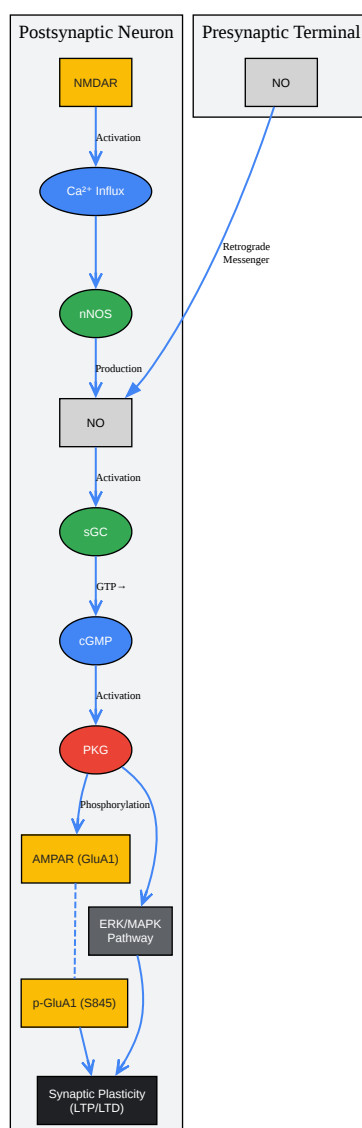 Postsynaptic Neuron
Presynaptic Terminal
NMDAR
NO
Activation
Ca²⁺ Influx
Retrograde
Messenger
nNOS
Production
NO
Activation
sGC
GTP→
cGMP
Activation
PKG
Phosphorylation
AMPAR (GluA1)
ERK/MAPK
Pathway
p-GluA1 (S845)
Synaptic Plasticity
(LTP/LTD)